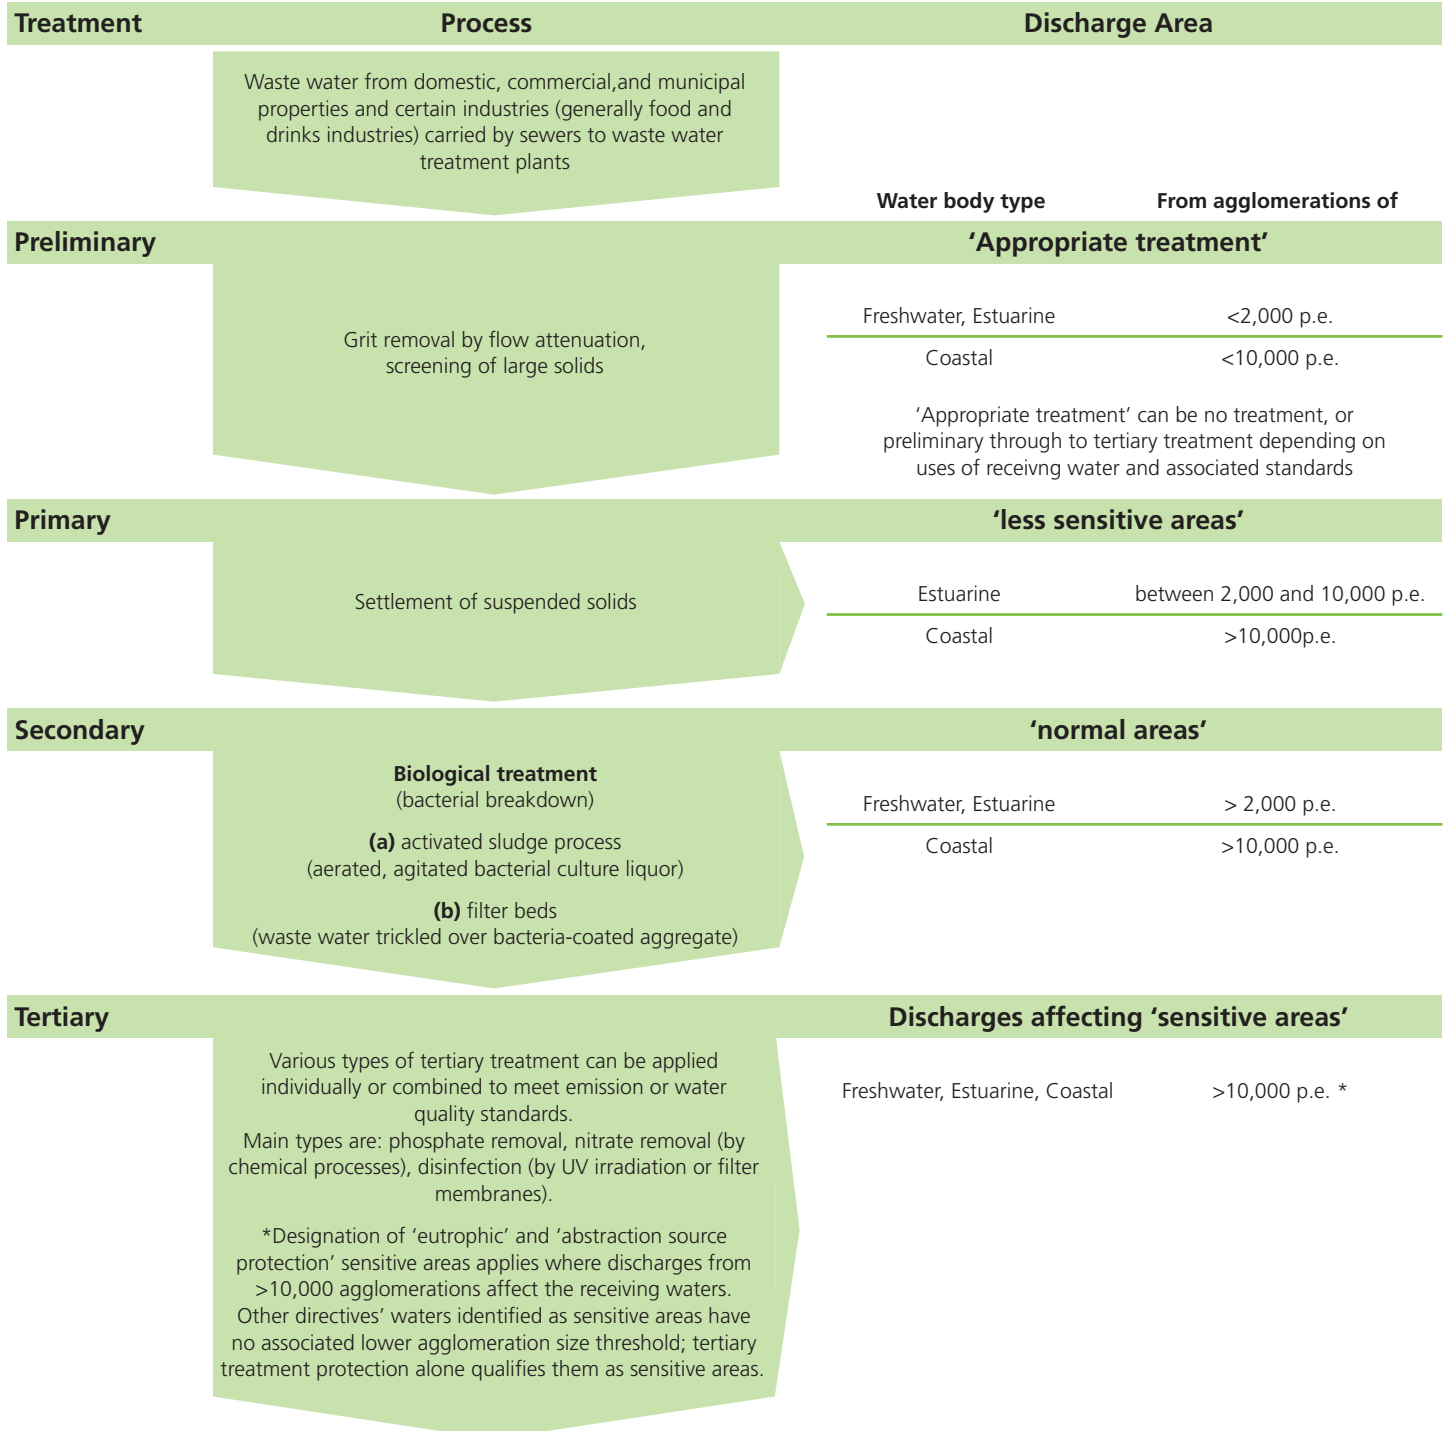 Treatment Process Discharge Area
Waste water from domestic, commercial,and municipal
properties and certain industries (generally food and
drinks industries) carried by sewers to waste water
treatment plants
Water body type From agglomerations of
Preliminary ‘Appropriate treatment’
Grit removal by flow attenuation,
screening of large solids
Freshwater, Estuarine <2,000 p.e.
Coastal <10,000 p.e.
‘Appropriate treatment’ can be no treatment, or
preliminary through to tertiary treatment depending on
uses of receivng water and associated standards
Primary ‘less sensitive areas’
Settlement of suspended solids
Estuarine between 2,000 and 10,000 p.e.
Coastal >10,000p.e.
Secondary ‘normal areas’
Biological treatment
(bacterial breakdown)
(a) activated sludge process
(aerated, agitated bacterial culture liquor)
(b) filter beds
(waste water trickled over bacteria-coated aggregate)
Freshwater, Estuarine > 2,000 p.e.
Coastal >10,000 p.e.
Tertiary Discharges affecting ‘sensitive areas’
Various types of tertiary treatment can be applied
individually or combined to meet emission or water
quality standards.
Main types are: phosphate removal, nitrate removal (by
chemical processes), disinfection (by UV irradiation or filter
membranes).
*Designation of ‘eutrophic’ and ‘abstraction source
protection’ sensitive areas applies where discharges from
>10,000 agglomerations affect the receiving waters.
Other directives’ waters identified as sensitive areas have
no associated lower agglomeration size threshold; tertiary
treatment protection alone qualifies them as sensitive areas.
Freshwater, Estuarine, Coastal >10,000 p.e. *